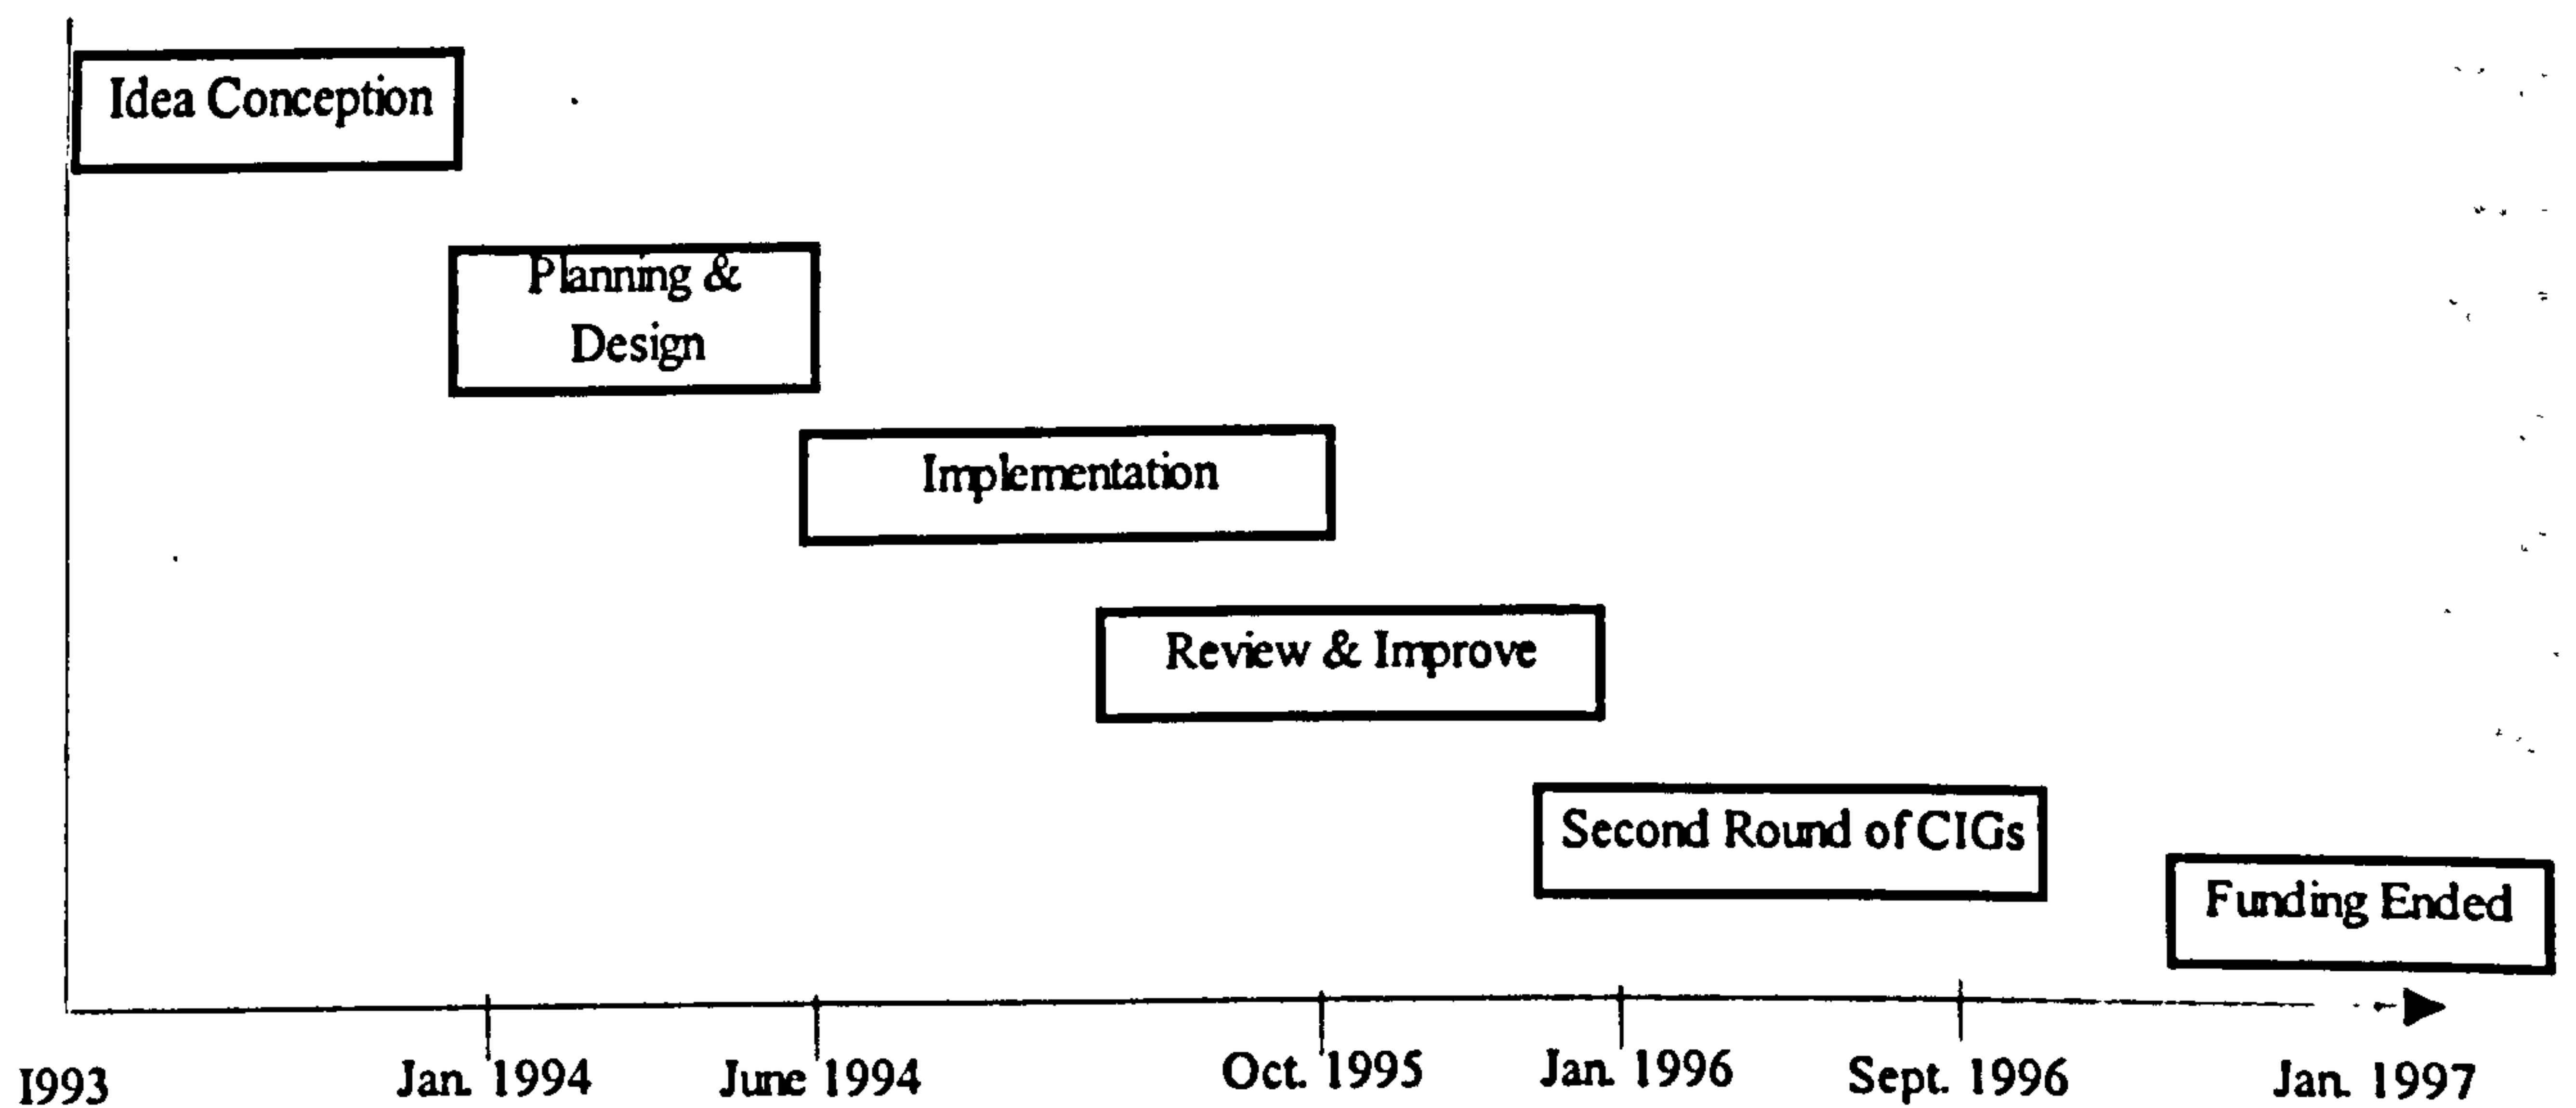 Idea Conception
Planning &
Design
Implementation
Review & Improve
Second Round of CIGs
Funding Ended
1993
Jan. 1994
June 1994
Oct. 1995
Jan. 1996
Sept. 1996
Jan. 1997